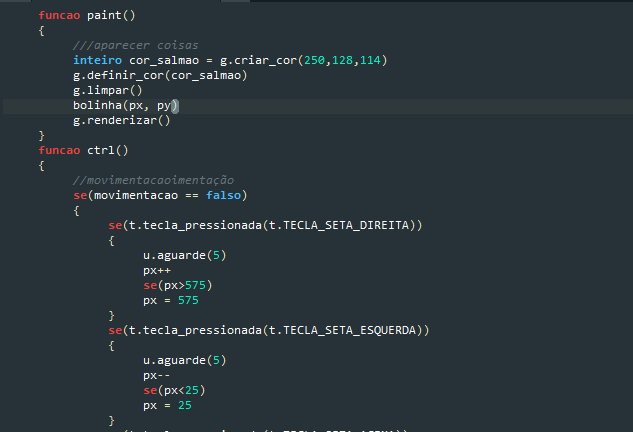 funcao paint()
{
///aparecer coisas
inteiro cor_salmao = g.criar_cor(250,128,114)
g.definir_cor(cor_salmao)
g.limpar()
bolinha(px, py)
g.renderizar()
}
funcao ctrl()
{
//movimentacaoimentação
se(movimentacao == falso)
{
se(t.tecla_pressionada(t.TECLA_SETA_DIREITA))
{
u.aguarde(5)
px++
se(px>575)
px = 575
}
se(t.tecla_pressionada(t.TECLA_SETA_ESQUERDA))
{
u.aguarde(5)
px--
se(px<25)
px = 25
}